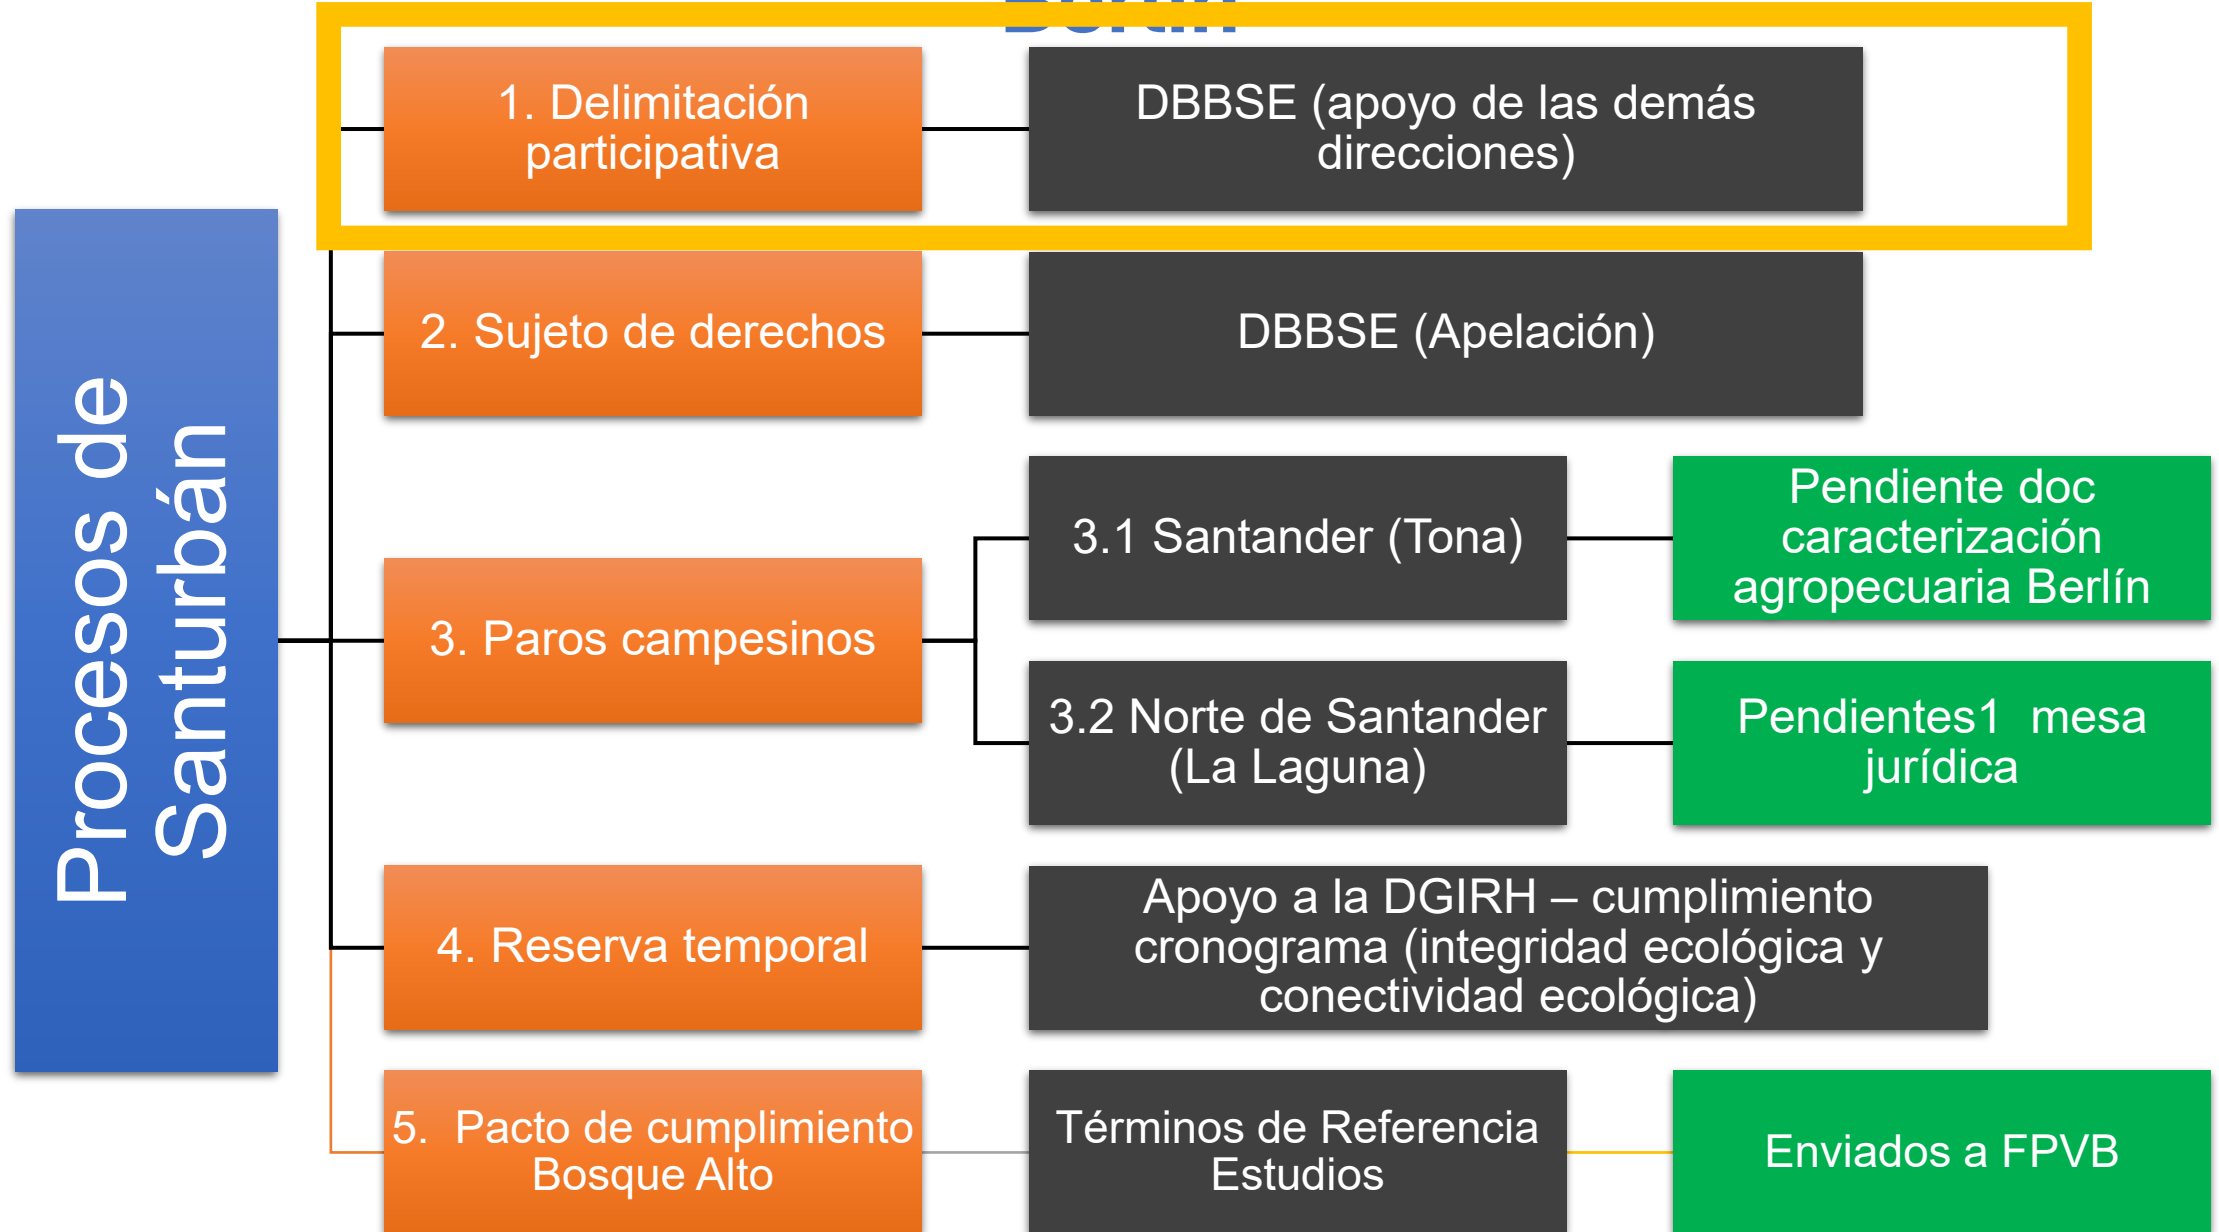 Berlín
Procesos de
Santurbán
1. Delimitación
participativa
DBBSE (apoyo de las demás
direcciones)
2. Sujeto de derechos
DBBSE (Apelación)
3. Paros campesinos
3.1 Santander (Tona)
Pendiente doc
caracterización
agropecuaria Berlín
3.2 Norte de Santander
(La Laguna)
Pendientes1 mesa
jurídica
4. Reserva temporal
Apoyo a la DGIRH – cumplimiento
cronograma (integridad ecológica y
conectividad ecológica)
5. Pacto de cumplimiento
Bosque Alto
Términos de Referencia
Estudios
Enviados a FPVB